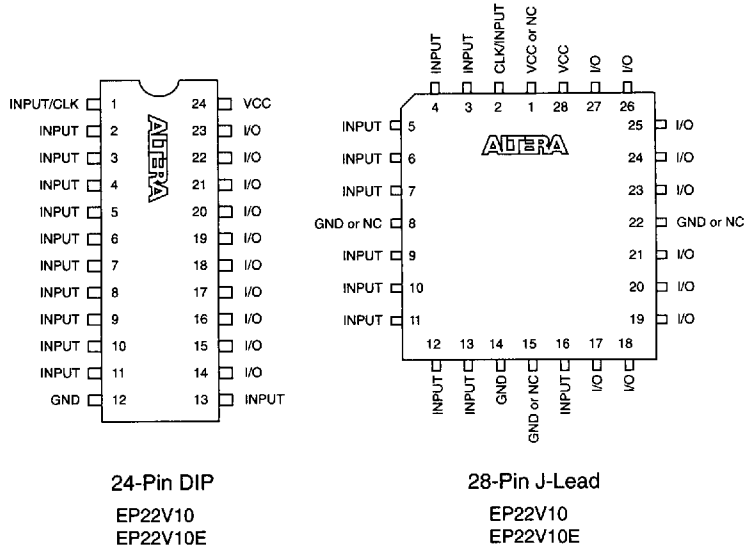 INPUT/CLK 1 24 VCC
INPUT 2 23 I/O
INPUT 3 22 I/O
INPUT 4 21 I/O
INPUT 5 20 I/O
INPUT 6 19 I/O
INPUT 7 18 I/O
INPUT 8 17 I/O
INPUT 9 16 I/O
INPUT 10 15 I/O
INPUT 11 14 I/O
GND 12 13 INPUT
ALTERA
24-Pin DIP
EP22V10
EP22V10E
INPUT INPUT CLK/INPUT VCC or NC VCC I/O I/O
4 3 2 1 28 27 26
INPUT 5 25 I/O
ALTERA
INPUT 6 24 I/O
INPUT 7 23 I/O
GND or NC 8 22 GND or NC
INPUT 9 21 I/O
INPUT 10 20 I/O
INPUT 11 19 I/O
12 13 14 15 16 17 18
INPUT INPUT GND GND or NC INPUT I/O I/O
28-Pin J-Lead
EP22V10
EP22V10E